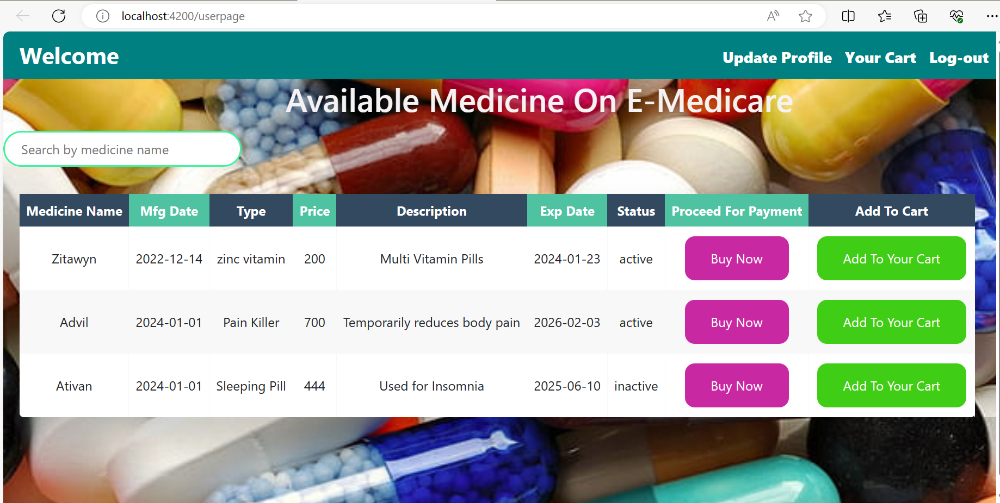 localhost:4200/userpage
Welcome
Update Profile Your Cart Log-out
Available Medicine On E-Medicare
Search by medicine name
Medicine Name Mfg Date Type Price Description Exp Date Status Proceed For Payment Add To Cart
Zitawyn 2022-12-14 zinc vitamin 200 Multi Vitamin Pills 2024-01-23 active Buy Now Add To Your Cart
Advil 2024-01-01 Pain Killer 700 Temporarily reduces body pain 2026-02-03 active Buy Now Add To Your Cart
Ativan 2024-01-01 Sleeping Pill 444 Used for Insomnia 2025-06-10 inactive Buy Now Add To Your Cart